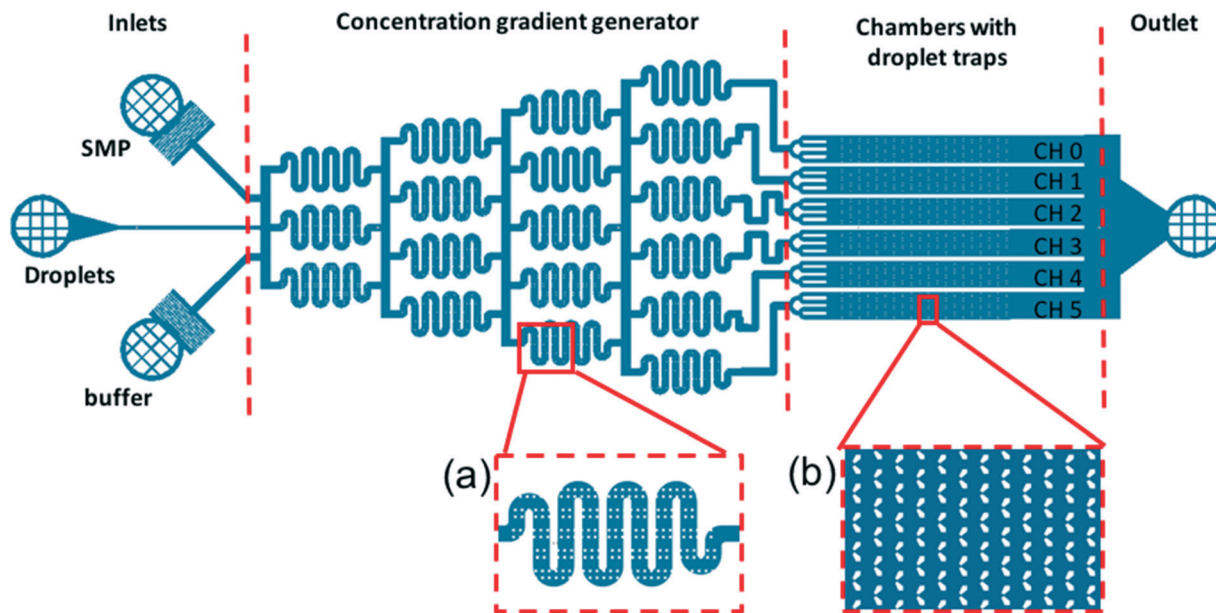 Inlets
Concentration gradient generator
Chambers with
droplet traps
Outlet
SMP
Droplets
buffer
CH 0
CH 1
CH 2
CH 3
CH 4
CH 5
(a)
(b)